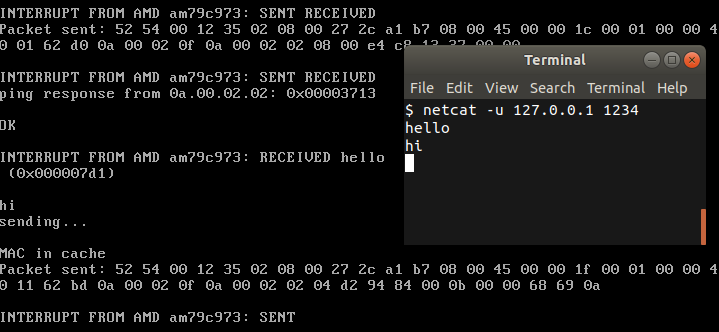 INTERRUPT FROM AMD am79c973: SENT RECEIVED
Packet sent: 52 54 00 12 35 02 08 00 27 2c a1 b7 08 00 45 00 00 1c 00 01 00 00 4
0 01 62 d0 0a 00 02 0f 0a 00 02 02 08 00 e4 c8 13 37 00 00
INTERRUPT FROM AMD am79c973: SENT RECEIVED
ping response from 0a.00.02.02: 0x00003713
OK
INTERRUPT FROM AMD am79c973: RECEIVED hello
(0x000007d1)
hi
sending...
MAC in cache
Packet sent: 52 54 00 12 35 02 08 00 27 2c a1 b7 08 00 45 00 00 1f 00 01 00 00 4
0 11 62 bd 0a 00 02 0f 0a 00 02 02 04 d2 94 84 00 0b 00 00 68 69 0a
INTERRUPT FROM AMD am79c973: SENT
Terminal
File Edit View Search Terminal Help
$ netcat -u 127.0.0.1 1234
hello
hi